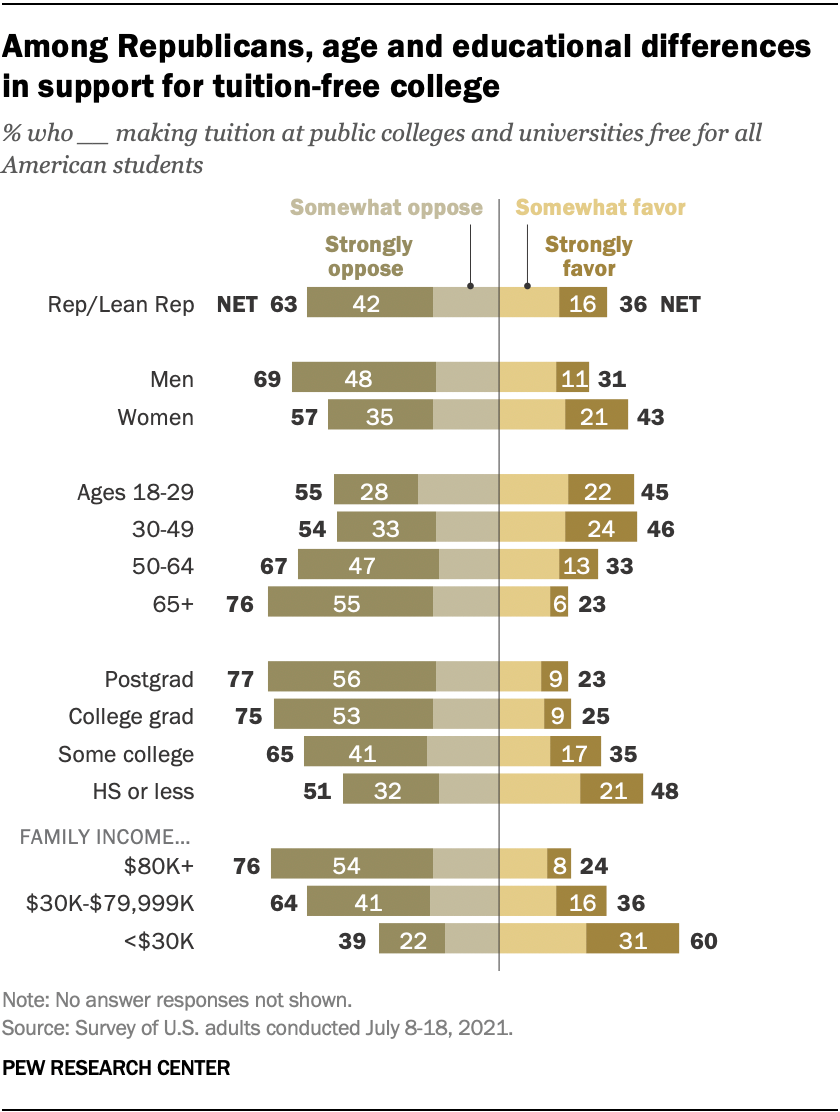 Among Republicans, age and educational differences
in support for tuition-free college
% who __ making tuition at public colleges and universities free for all
American students
Somewhat oppose Somewhat favor
Strongly oppose Strongly favor
Rep/Lean Rep NET 63 42 16 36 NET
Men 69 48 11 31
Women 57 35 21 43
Ages 18-29 55 28 22 45
30-49 54 33 24 46
50-64 67 47 13 33
65+ 76 55 6 23
Postgrad 77 56 9 23
College grad 75 53 9 25
Some college 65 41 17 35
HS or less 51 32 21 48
FAMILY INCOME...
$80K+ 76 54 8 24
$30K-$79,999K 64 41 16 36
<$30K 39 22 31 60
Note: No answer responses not shown.
Source: Survey of U.S. adults conducted July 8-18, 2021.
PEW RESEARCH CENTER